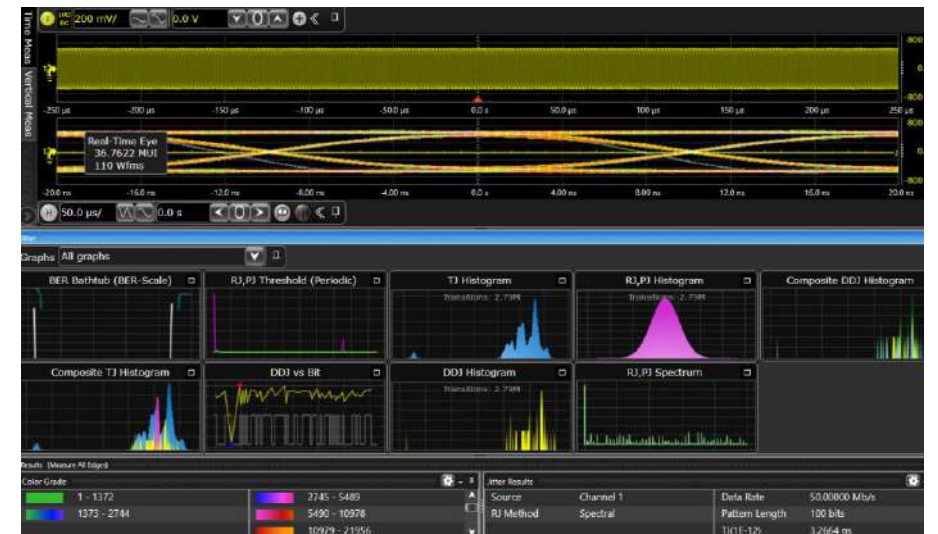 Time Meas
Vertical Meas
200 mV/
0.0 V
800
0.
-800
-250 µs -200 µs -150 µs -100 µs -50.0 µs 0.0 s 50.0 µs 100 µs 150 µs 200 µs 250 µs
800
Real-Time Eye
36.7622 MUI
110 Wfms
0.
-800
-20.0 ns -16.0 ns -12.0 ns -8.00 ns -4.00 ns 0.0 s 4.00 ns 8.00 ns 12.0 ns 16.0 ns 20.0 ns
H 50.0 µs/ 0.0 s
Graphs All graphs
BER Bathtub (BER-Scale)
RJ,PJ Threshold (Periodic)
TJ Histogram
Transitions: 2.79M
RJ,PJ Histogram
Transitions: 2.79M
Composite DDJ Histogram
Composite TJ Histogram
DDJ vs Bit
DDJ Histogram
Transitions: 2.79M
RJ,PJ Spectrum
Results (Measure All Edges)
Color Grade
1 - 1372
1373 - 2744
2745 - 5489
5490 - 10978
10979 - 21956
Jitter Results
Source Channel 1 Data Rate 50.00000 Mb/s
RJ Method Spectral Pattern Length 100 bits
TJ(1E-12) 3.2664 ns